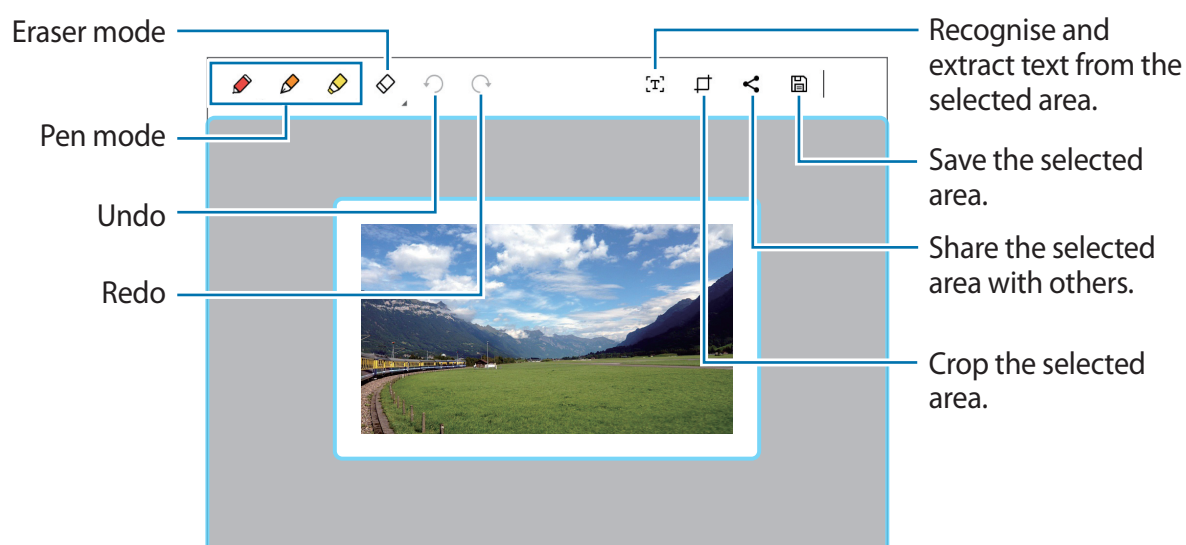 Eraser mode
Pen mode
Undo
Redo
Recognise and
extract text from the
selected area.
Save the selected
area.
Share the selected
area with others.
Crop the selected
area.
T